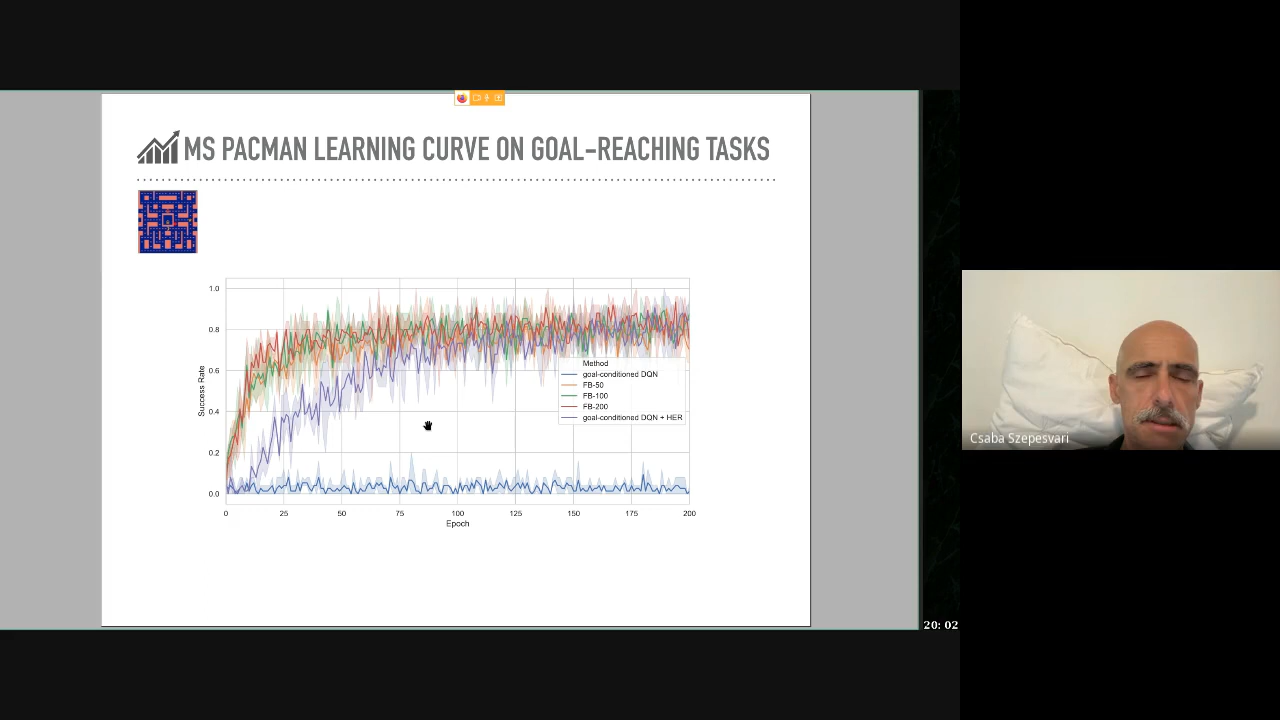 MS PACMAN LEARNING CURVE ON GOAL-REACHING TASKS
1.0
0.8
0.6
0.4
0.2
0.0
Success Rate
0 25 50 75 100 125 150 175 200
Epoch
Method
goal-conditioned DQN
FB-50
FB-100
FB-200
goal-conditioned DQN + HER
Csaba Szepesvari
20: 02